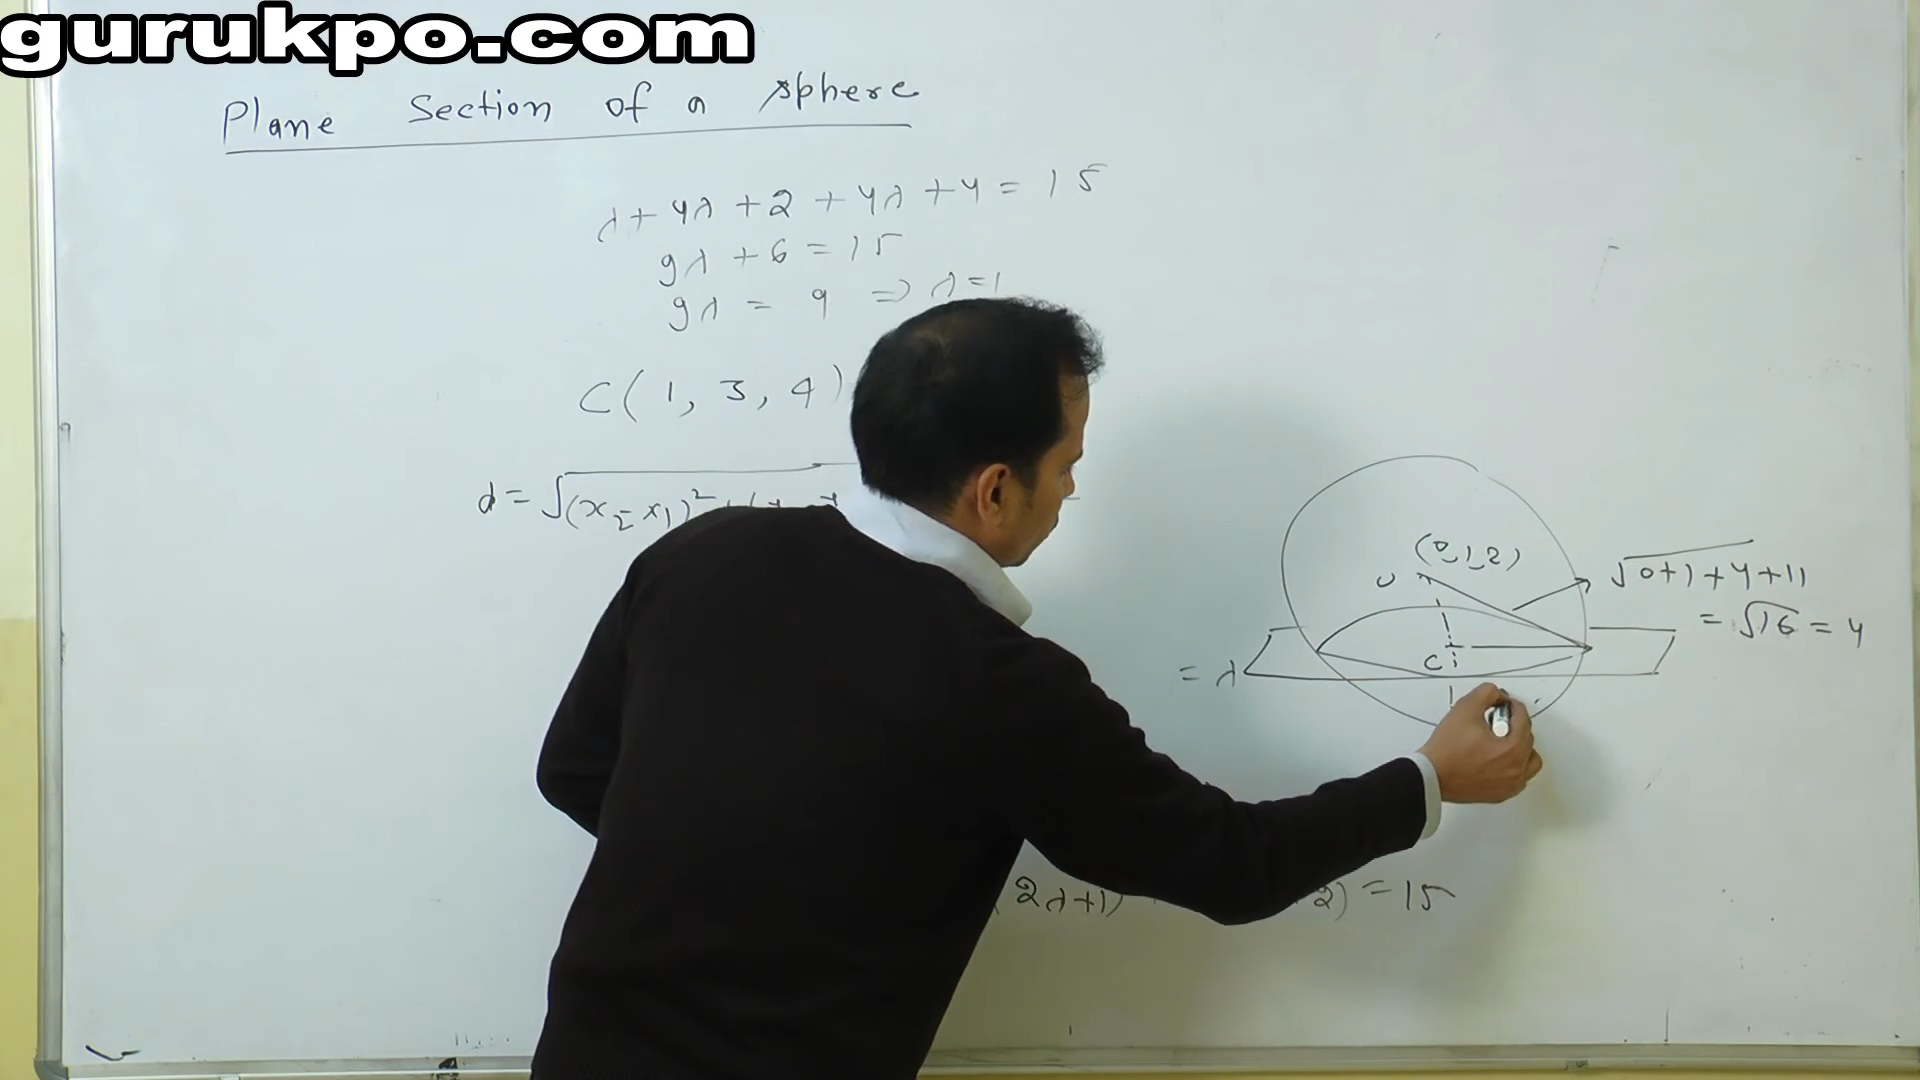 gurukpo.com
Plane Section of a sphere
λ + 4λ + 2 + 4λ + 4 = 15
9λ + 6 = 15
9λ = 9 => λ = 1
C(1, 3, 4)
d = √(x₂ - x₁)²
(0, 1, 2)
√0+1+4+11
= √16 = 4
C
= λ
2λ+1) 2) = 15